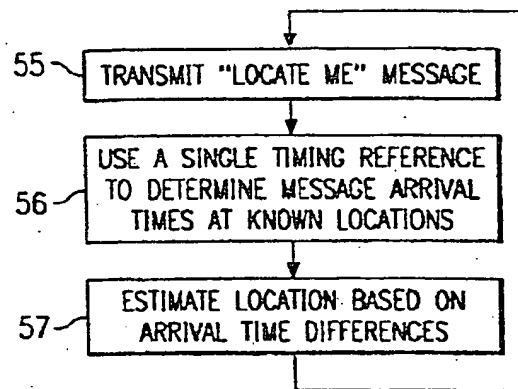 55 TRANSMIT "LOCATE ME" MESSAGE
USE A SINGLE TIMING REFERENCE
TO DETERMINE MESSAGE ARRIVAL
56 TIMES AT KNOWN LOCATIONS
ESTIMATE LOCATION BASED ON
57 ARRIVAL TIME DIFFERENCES